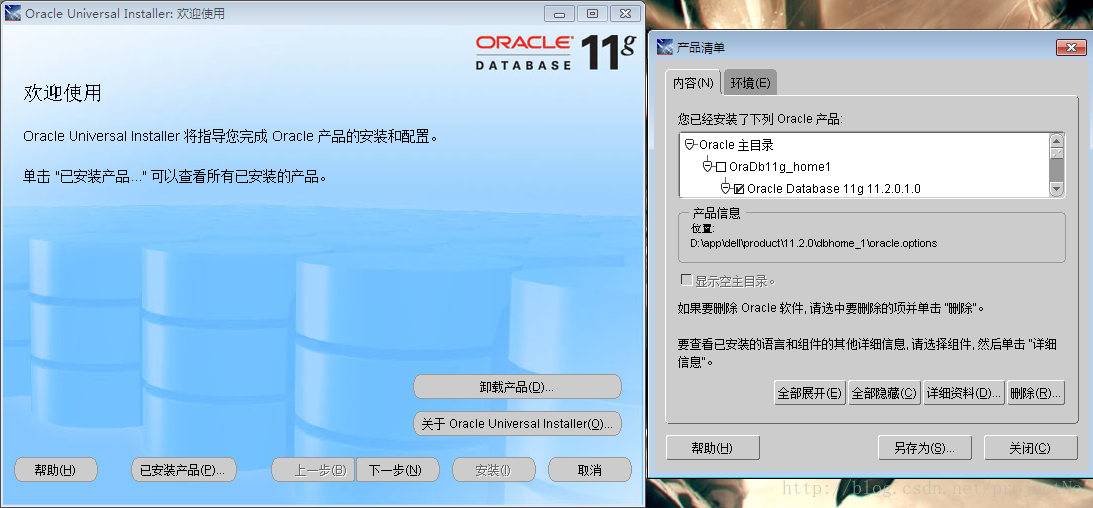 Oracle Universal Installer: 欢迎使用
ORACLE
DATABASE 11g
欢迎使用
Oracle Universal Installer 将指导您完成 Oracle 产品的安装和配置。
单击 "已安装产品..." 可以查看所有已安装的产品。
卸载产品(D)...
关于 Oracle Universal Installer(O)...
帮助(H)
已安装产品(P)...
上一步(B)
下一步(N)
安装(I)
取消
产品清单
内容(N)
环境(E)
您已经安装了下列 Oracle 产品:
Oracle 主目录
OraDb11g_home1
Oracle Database 11g 11.2.0.1.0
产品信息
位置:
D:\app\dell\product\11.2.0\dbhome_1\oracle.options
显示空主目录。
如果要删除 Oracle 软件, 请选中要删除的项并单击 "删除"。
要查看已安装的语言和组件的其他详细信息, 请选择组件, 然后单击 "详细
信息"。
全部展开(E)
全部隐藏(C)
详细资料(D)...
删除(R)...
帮助(H)
另存为(S)...
关闭(C)
http://blog.csdn.net/